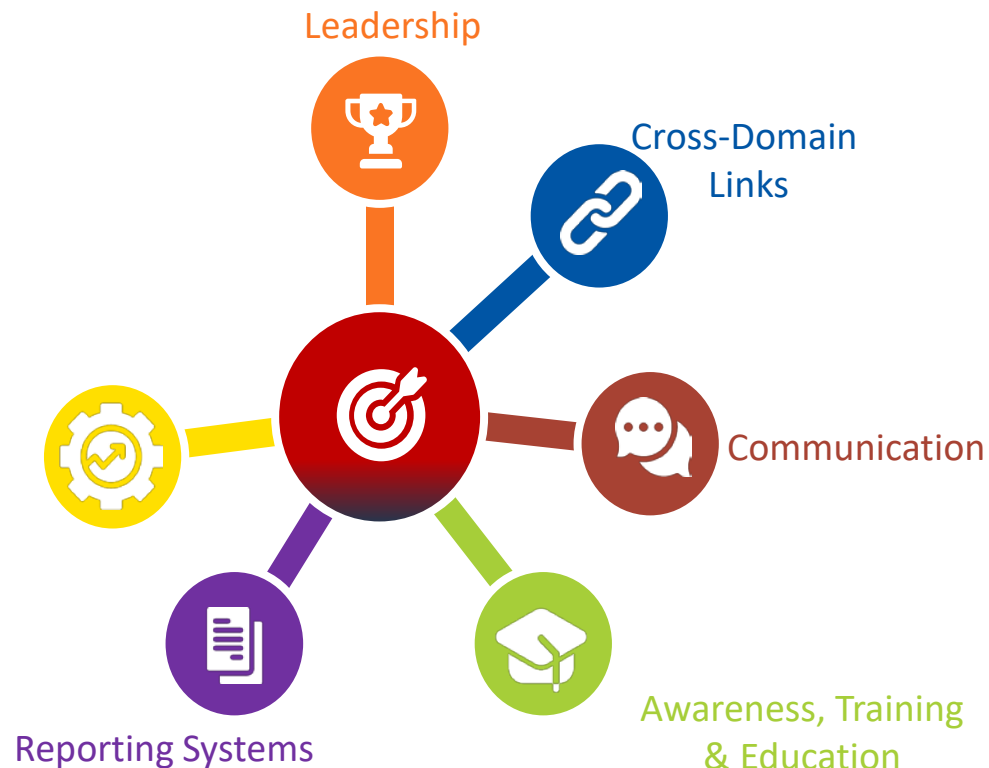 Leadership
Cross-Domain
Links
Communication
Awareness, Training
& Education
Reporting Systems